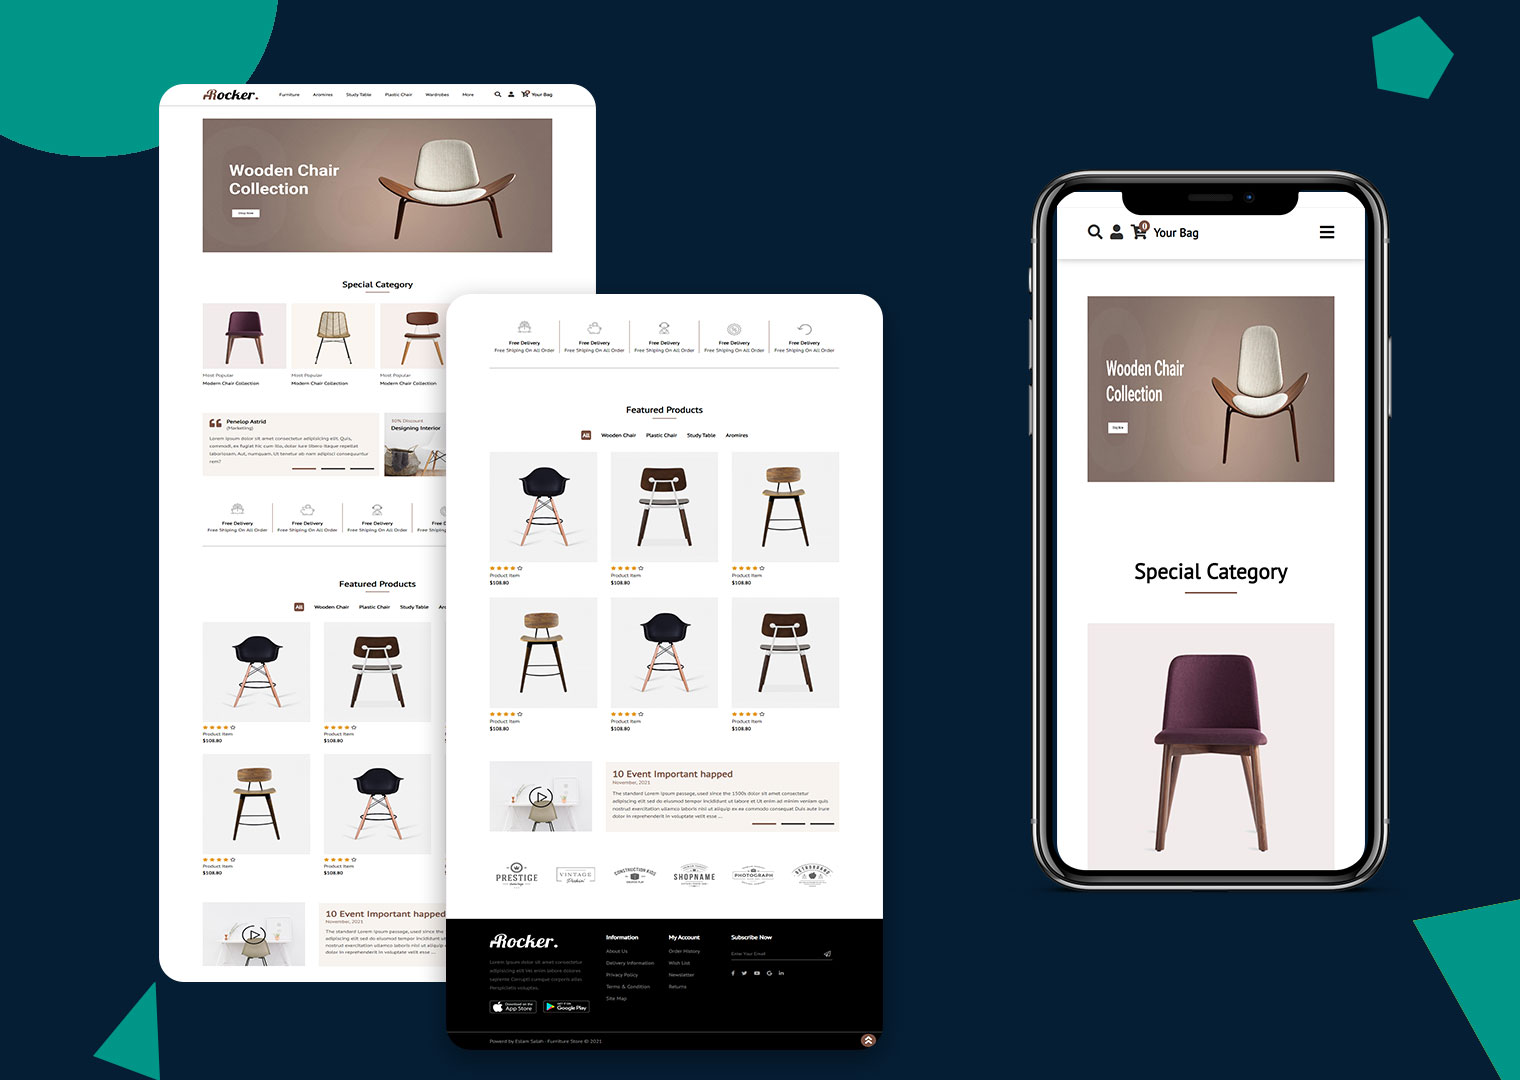 Rocker.
Furniture Aromires Study Table Plastic Chair Wardrobes More Your Bag
Wooden Chair
Collection
Shop Now
Special Category
Most Popular Most Popular Most Popular
Modern Chair Collection Modern Chair Collection Modern Chair Collection
Penelop Astrid
(Marketing)
Lorem ipsum dolor sit amet consectetur adipisicing elit. Quis,
commodi, ex fugiat hic cum illo, dolor iure libero itaque repellat
laboriosam. Aut, numquam. Ut tenetur ab nam adipisci consequuntur
rem?
30% Discount
Designing Interior
Free Delivery Free Delivery Free Delivery
Free Shiping On All Order Free Shiping On All Order Free Shiping On All Order Free Sh
Featured Products
All Wooden Chair Plastic Chair Study Table Aro
Product Item Product Item
$108.80 $108.80
Product Item Product Item
$108.80 $108.80
10 Event Important happed
November, 2021
The standard Lorem Ipsum passage, used
adipiscing elit, sed do eiusmod tempor incididunt
nostrud exercitation ullamco laboris nisi ut
dolor in reprehenderit in voluptate velit esse ...
Free Delivery Free Delivery Free Delivery Free Delivery Free Delivery
Free Shiping On All Order Free Shiping On All Order Free Shiping On All Order Free Shiping On All Order Free Shiping On All Order
Featured Products
All Wooden Chair Plastic Chair Study Table Aromires
Product Item Product Item Product Item
$108.80 $108.80 $108.80
Product Item Product Item Product Item
$108.80 $108.80 $108.80
10 Event Important happed
November, 2021
The standard Lorem Ipsum passage, used since the 1500s dolor sit amet consectetur
adipiscing elit, sed do eiusmod tempor incididunt ut labore et Ut enim ad minim veniam quis
nostrud exercitation ullamco laboris nisi ut aliquip ex ea commodo consequat Duis aute irure
dolor in reprehenderit in voluptate velit esse ...
PRESTIGE
VINTAGE
CONSTRUCTION KIDS
SHOPNAME
PHOTOGRAPH
RETROBRAND
Rocker.
Lorem ipsum dolor sit amet consectetur
adipisicing elit enim aetore dolores
sapiente Corrupti cumque corporis alias
Perspiciatis voluptas.
Download on the
App Store
GET IT ON
Google Play
Information
About Us
Delivery Information
Privacy Policy
Terms & Condition
Site Map
My Account
Order History
Wish List
Newsletter
Returns
Subscribe Now
Enter Your Email
Powerd by Eslam Salah - Furniture Store © 2021
0 Your Bag
Wooden Chair
Collection
Special Category